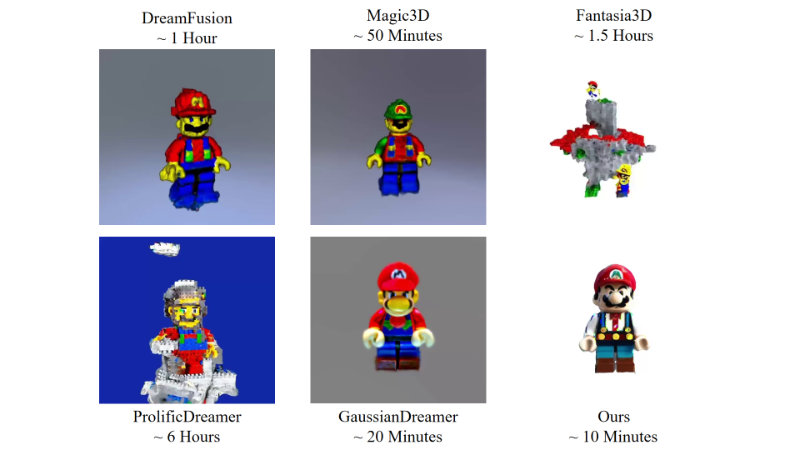 DreamFusion
~ 1 Hour
Magic3D
~ 50 Minutes
Fantasia3D
~ 1.5 Hours
ProlificDreamer
~ 6 Hours
GaussianDreamer
~ 20 Minutes
Ours
~ 10 Minutes